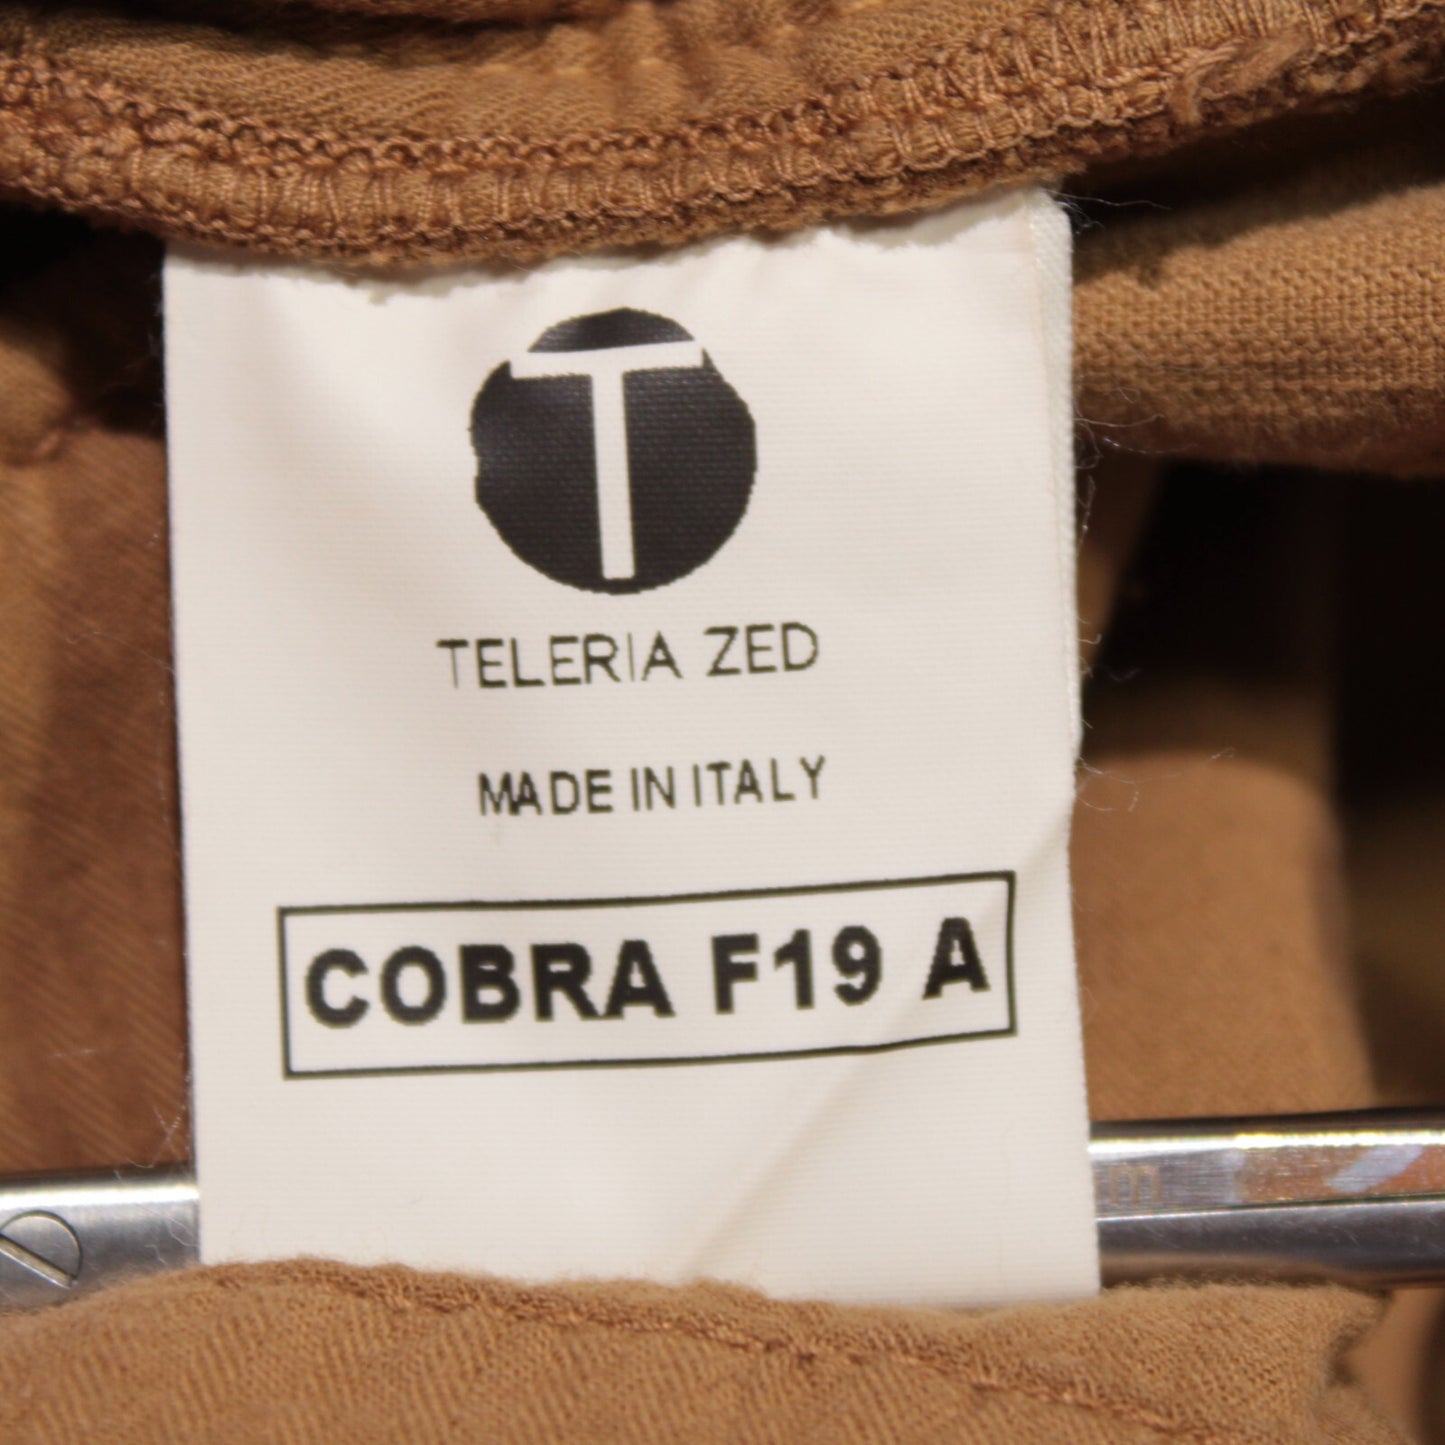 T
TELERIA ZED
MADE IN ITALY
COBRA F19 A